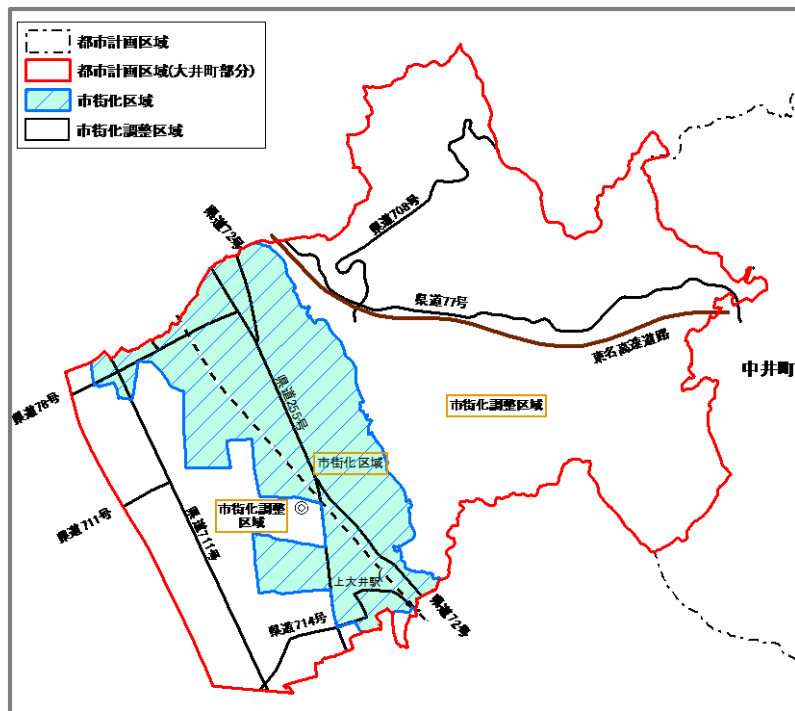 都市計画区域
都市計画区域(大井町部分)
市街化区域
市街化調整区域
県道708号
県道72号
県道77号
東名高速道路
中井町
県道78号
県道255号
市街化調整区域
市街化区域
市街化調整
区域
県道711号
県道711号
上大井駅
県道714号
県道72号